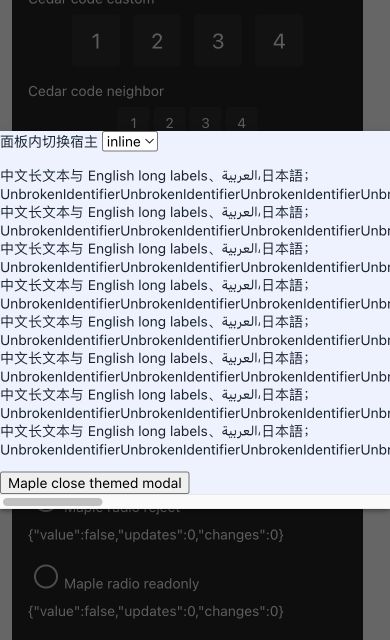 Cedar code custom
1 2 3 4
Cedar code neighbor
1 2 3 4
面板内切换宿主 inline
中文长文本与 English long labels、العربية،日本語；
UnbrokenIdentifierUnbrokenIdentifierUnbrokenIdentifierUnbr
中文长文本与 English long labels、العربية،日本語；
UnbrokenIdentifierUnbrokenIdentifierUnbrokenIdentifierUnbr
中文长文本与 English long labels、العربية،日本語；
UnbrokenIdentifierUnbrokenIdentifierUnbrokenIdentifierUnbr
中文长文本与 English long labels、العربية،日本語；
UnbrokenIdentifierUnbrokenIdentifierUnbrokenIdentifierUnbr
中文长文本与 English long labels、العربية،日本語；
UnbrokenIdentifierUnbrokenIdentifierUnbrokenIdentifierUnbr
中文长文本与 English long labels、العربية،日本語；
UnbrokenIdentifierUnbrokenIdentifierUnbrokenIdentifierUnbr
中文长文本与 English long labels、العربية،日本語；
UnbrokenIdentifierUnbrokenIdentifierUnbrokenIdentifierUnbr
中文长文本与 English long labels、العربية،日本語；
UnbrokenIdentifierUnbrokenIdentifierUnbrokenIdentifierUnbr
Maple close themed modal
Maple radio reject
{"value":false,"updates":0,"changes":0}
Maple radio readonly
{"value":false,"updates":0,"changes":0}